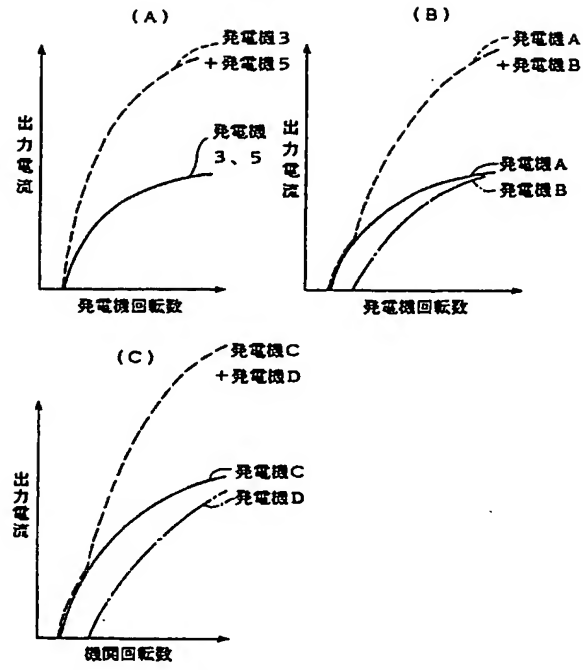 (A)
発電機3
+発電機5
発電機
3、5
出力電流
発電機回転数
(B)
発電機A
+発電機B
発電機A
発電機B
出力電流
発電機回転数
(C)
発電機C
+発電機D
発電機C
発電機D
出力電流
機関回転数